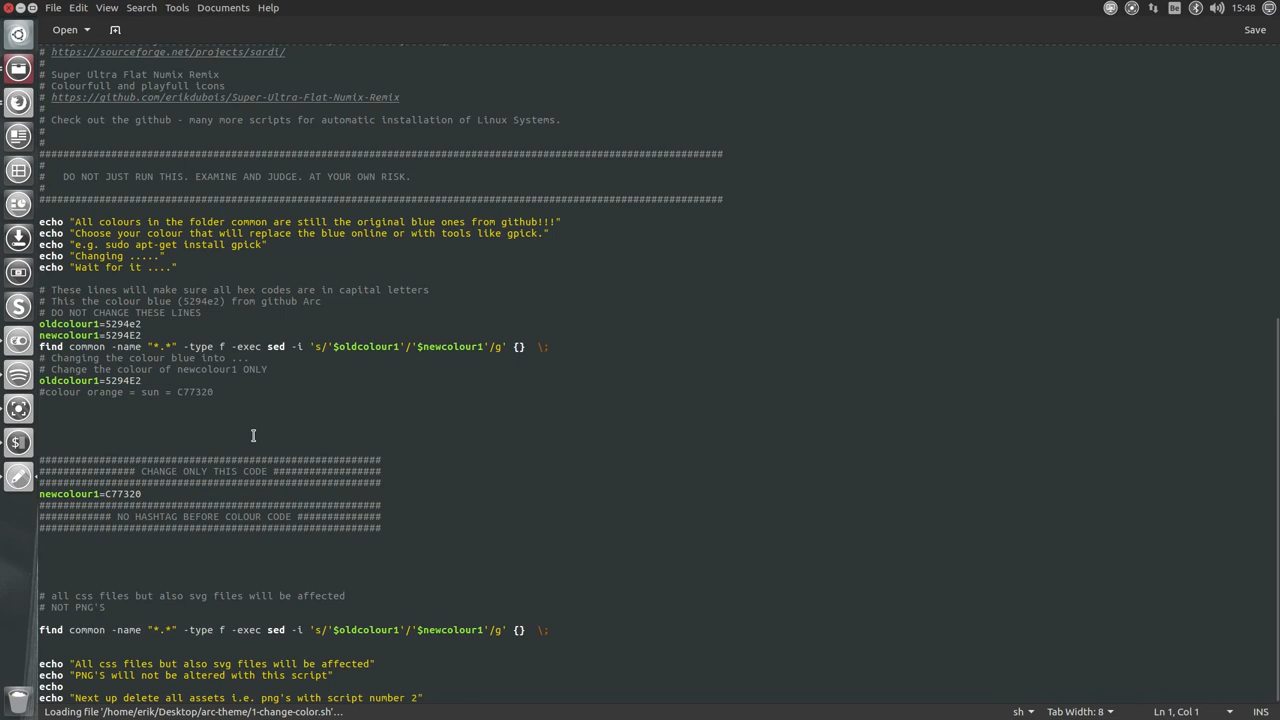 File Edit View Search Tools Documents Help
Be 15:48
Open
Save
# https://sourceforge.net/projects/sardi/
#
# Super Ultra Flat Numix Remix
# Colourfull and playfull icons
# https://github.com/erikdubois/Super-Ultra-Flat-Numix-Remix
#
# Check out the github - many more scripts for automatic installation of Linux Systems.
#
#
##################################################################################################################
#
#   DO NOT JUST RUN THIS. EXAMINE AND JUDGE. AT YOUR OWN RISK.
#
##################################################################################################################
echo "All colours in the folder common are still the original blue ones from github!!!"
echo "Choose your colour that will replace the blue online or with tools like gpick."
echo "e.g. sudo apt-get install gpick"
echo "Changing ....."
echo "Wait for it ...."
# These lines will make sure all hex codes are in capital letters
# This the colour blue (5294e2) from github Arc
# DO NOT CHANGE THESE LINES
oldcolour1=5294e2
newcolour1=5294E2
find common -name "*.*" -type f -exec sed -i 's/'$oldcolour1'/'$newcolour1'/g' {}  \;
# Changing the colour blue into ...
# Change the colour of newcolour1 ONLY
oldcolour1=5294E2
#colour orange = sun = C77320
#########################################################
################ CHANGE ONLY THIS CODE ##################
#########################################################
newcolour1=C77320
#########################################################
############ NO HASHTAG BEFORE COLOUR CODE ##############
#########################################################
# all css files but also svg files will be affected
# NOT PNG'S
find common -name "*.*" -type f -exec sed -i 's/'$oldcolour1'/'$newcolour1'/g' {}  \;
echo "All css files but also svg files will be affected"
echo "PNG'S will not be altered with this script"
echo
echo "Next up delete all assets i.e. png's with script number 2"
Loading file '/home/erik/Desktop/arc-theme/1-change-color.sh'…
sh Tab Width: 8 Ln 1, Col 1 INS